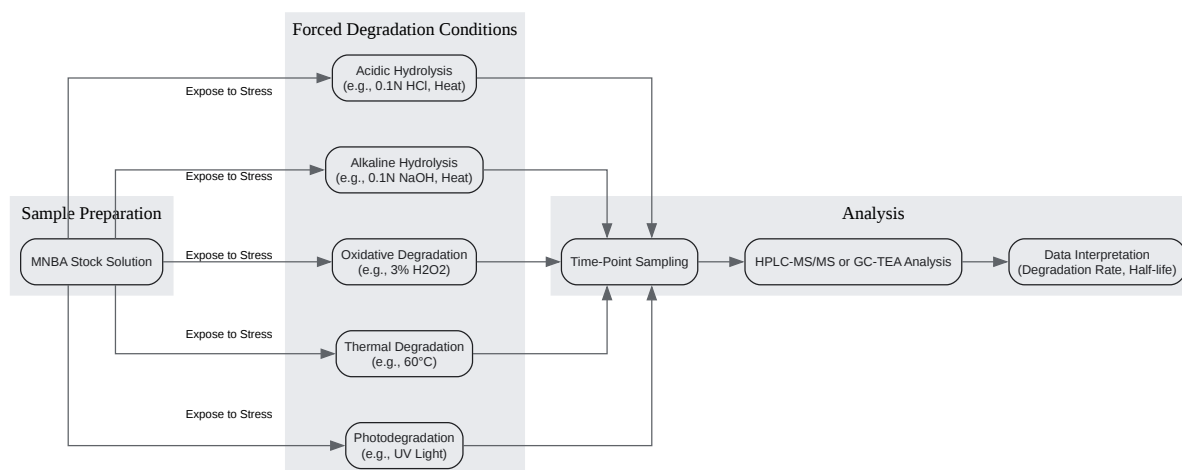 Forced Degradation Conditions
Acidic Hydrolysis
(e.g., 0.1N HCl, Heat)
Expose to Stress
Alkaline Hydrolysis
(e.g., 0.1N NaOH, Heat)
Expose to Stress
Sample Preparation
Analysis
MNBA Stock Solution
Expose to Stress
Oxidative Degradation
(e.g., 3% H2O2)
Time-Point Sampling
HPLC-MS/MS or GC-TEA Analysis
Data Interpretation
(Degradation Rate, Half-life)
Expose to Stress
Thermal Degradation
(e.g., 60°C)
Expose to Stress
Photodegradation
(e.g., UV Light)